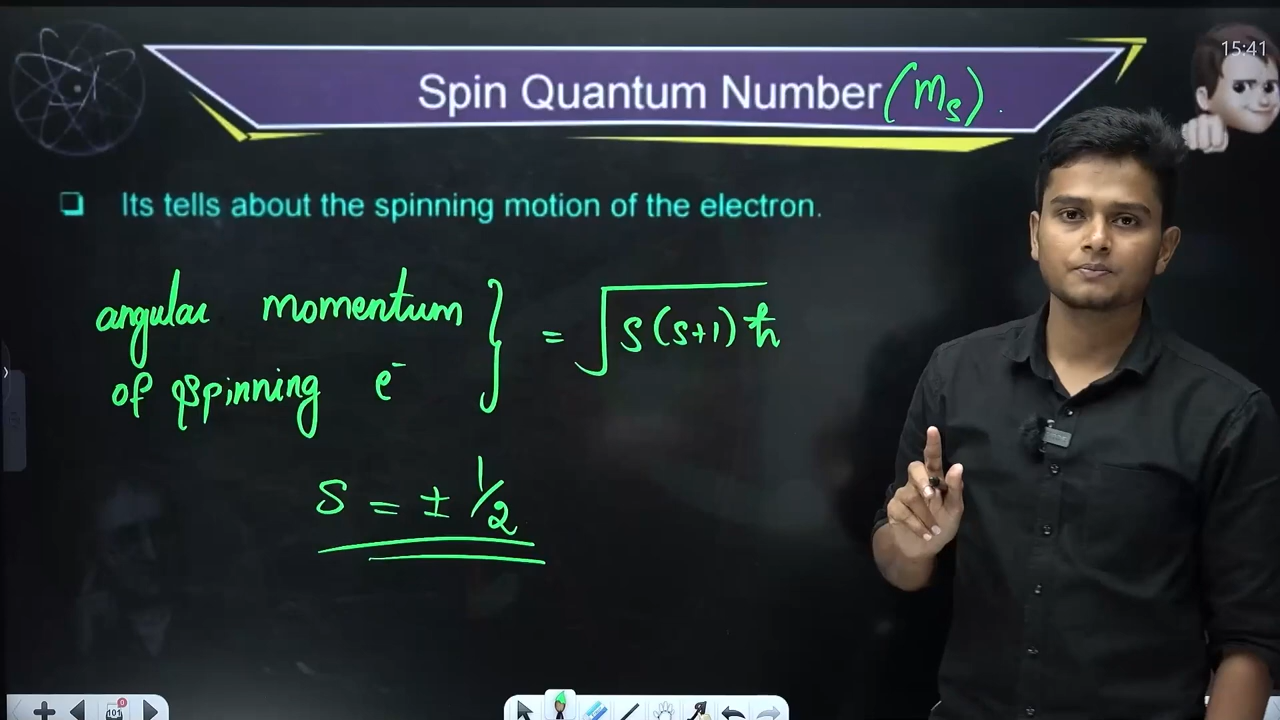 15:41
Spin Quantum Number (ms)
Its tells about the spinning motion of the electron.
angular momentum
of spinning e⁻ } = √s(s+1) ħ
s = ± 1/2
101